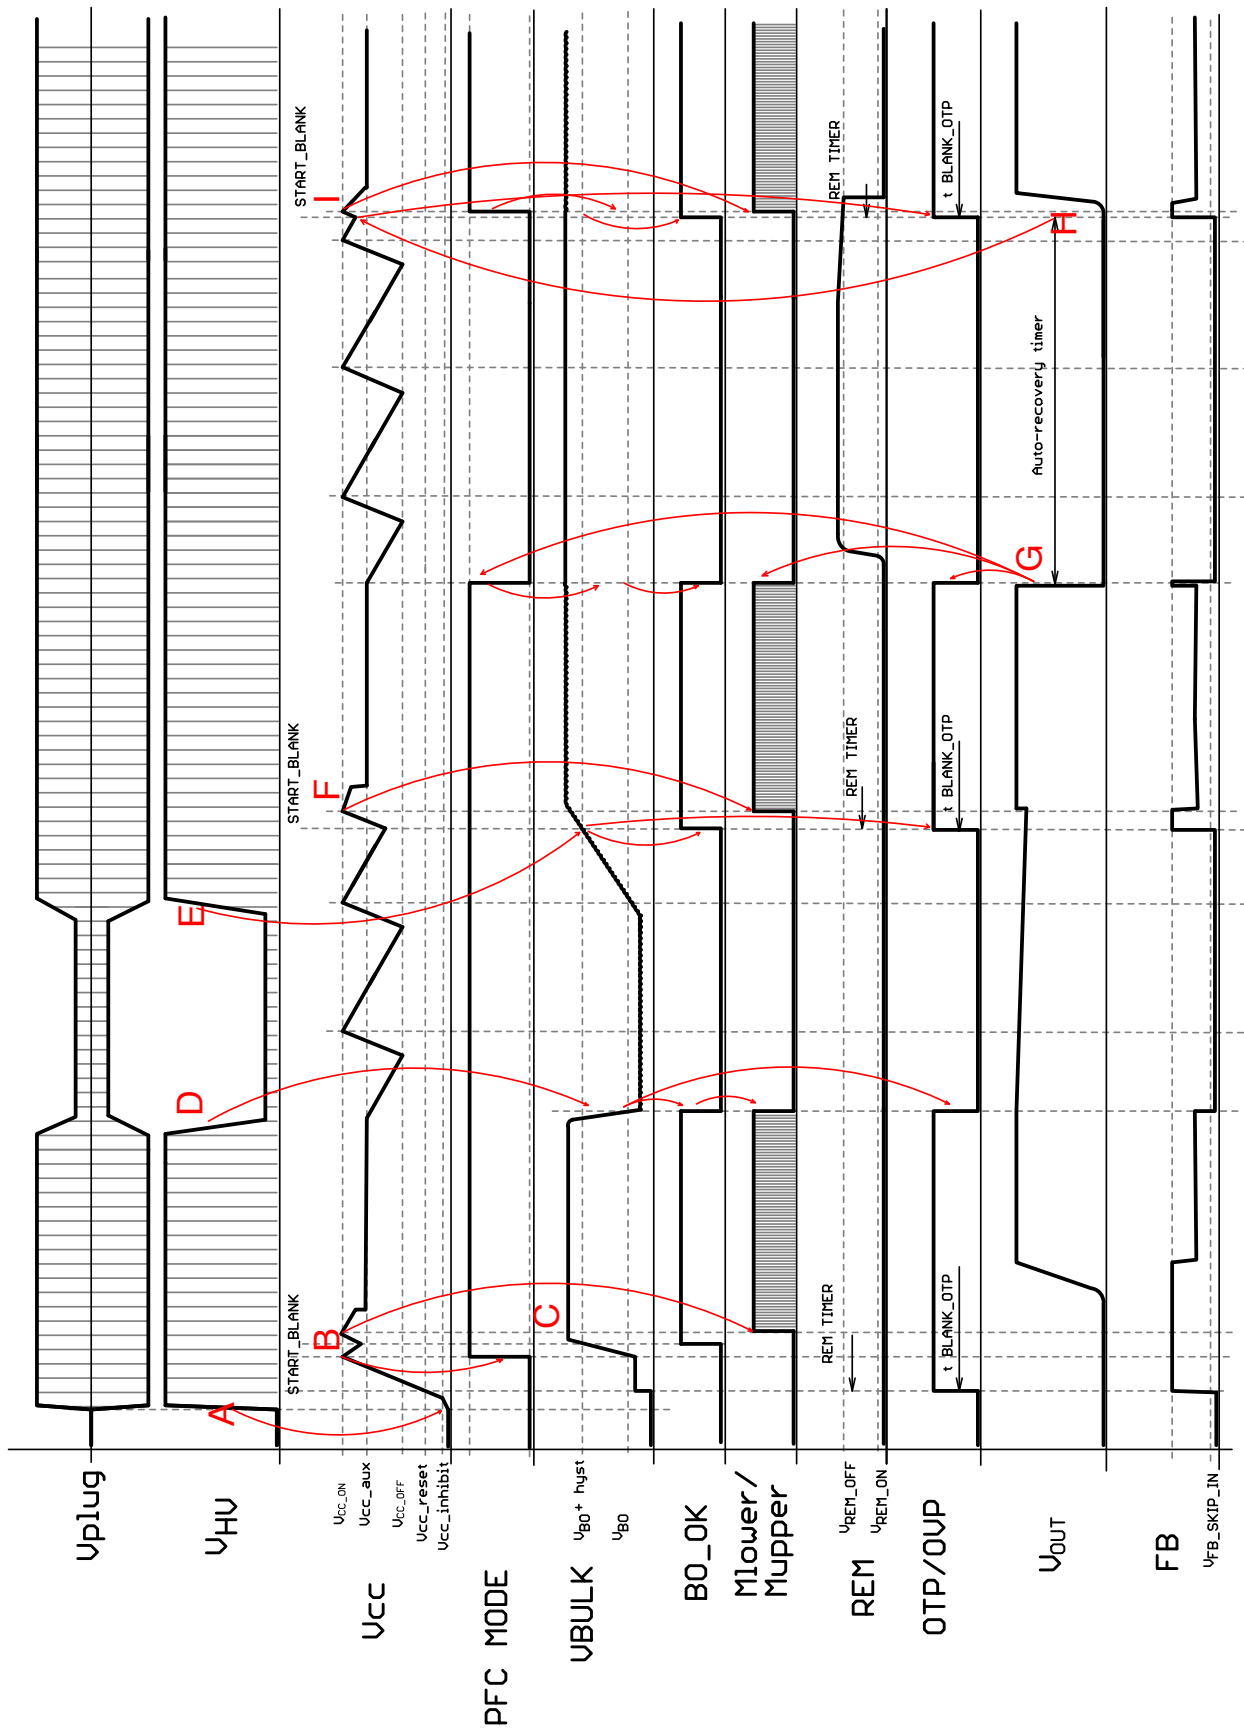 Vplug
VHV
VCC_ON
Vcc_aux
VCC_OFF
Vcc_reset
Vcc_inhibit
Vcc
PFC MODE
VBO+ hyst
VBO
VBULK
BO_OK
Mlower/
Mupper
VREM_OFF
VREM_ON
REM
OTP/OVP
VOUT
FB
VFB_SKIP_IN
A
START_BLANK
B
C
REM TIMER
t BLANK_OTP
D
E
START_BLANK
F
REM TIMER
t BLANK_OTP
G
Auto-recovery timer
H
START_BLANK
I
REM TIMER
t BLANK_OTP